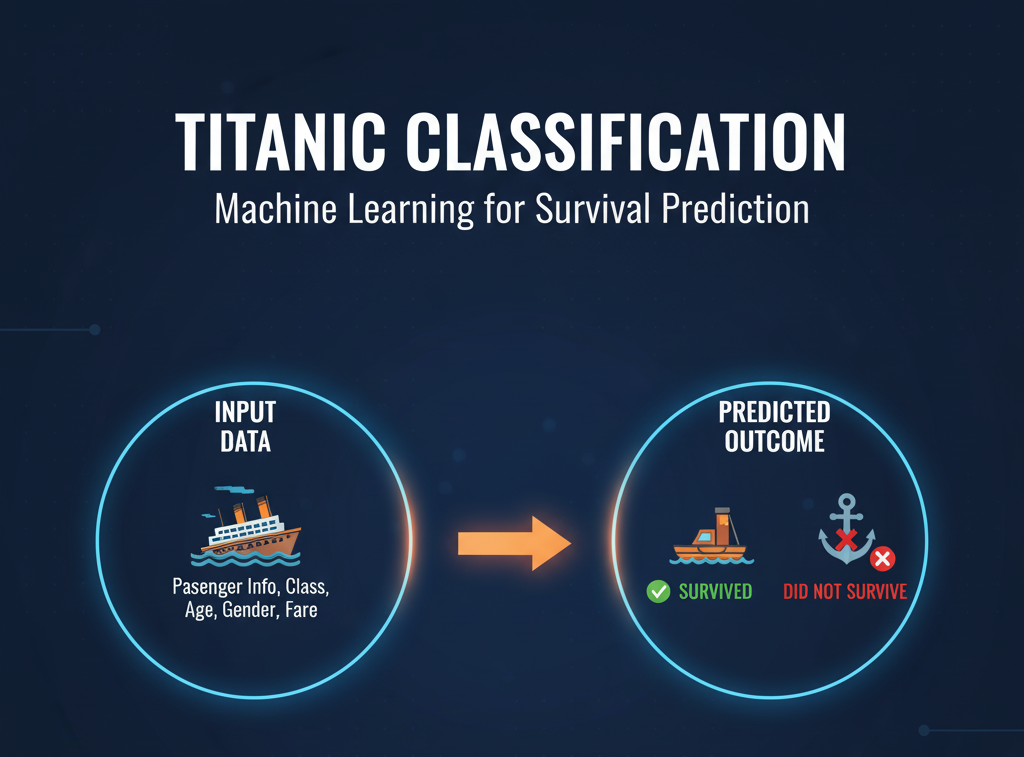 TITANIC CLASSIFICATION
Machine Learning for Survival Prediction
INPUT
DATA
Pasenger Info, Class,
Age, Gender, Fare
PREDICTED
OUTCOME
SURVIVED
DID NOT SURVIVE